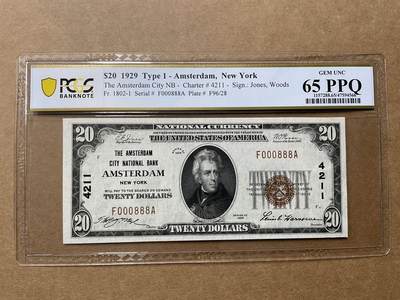 PCGS
BANKNOTE
$20 1929 Type 1 - Amsterdam, New York
The Amsterdam City NB - Charter # 4211 - Sign.: Jones, Woods
Fr. 1802-1 Serial # F000888A Plate # F96/28
GEM UNC
65 PPQ
NATIONAL CURRENCY
20
20
THE AMSTERDAM
CITY NATIONAL BANK
AMSTERDAM
NEW YORK
WILL PAY TO THE BEARER ON DEMAND
TWENTY DOLLARS
F000888A
F000888A
4211
4211
20
20
TWENTY DOLLARS